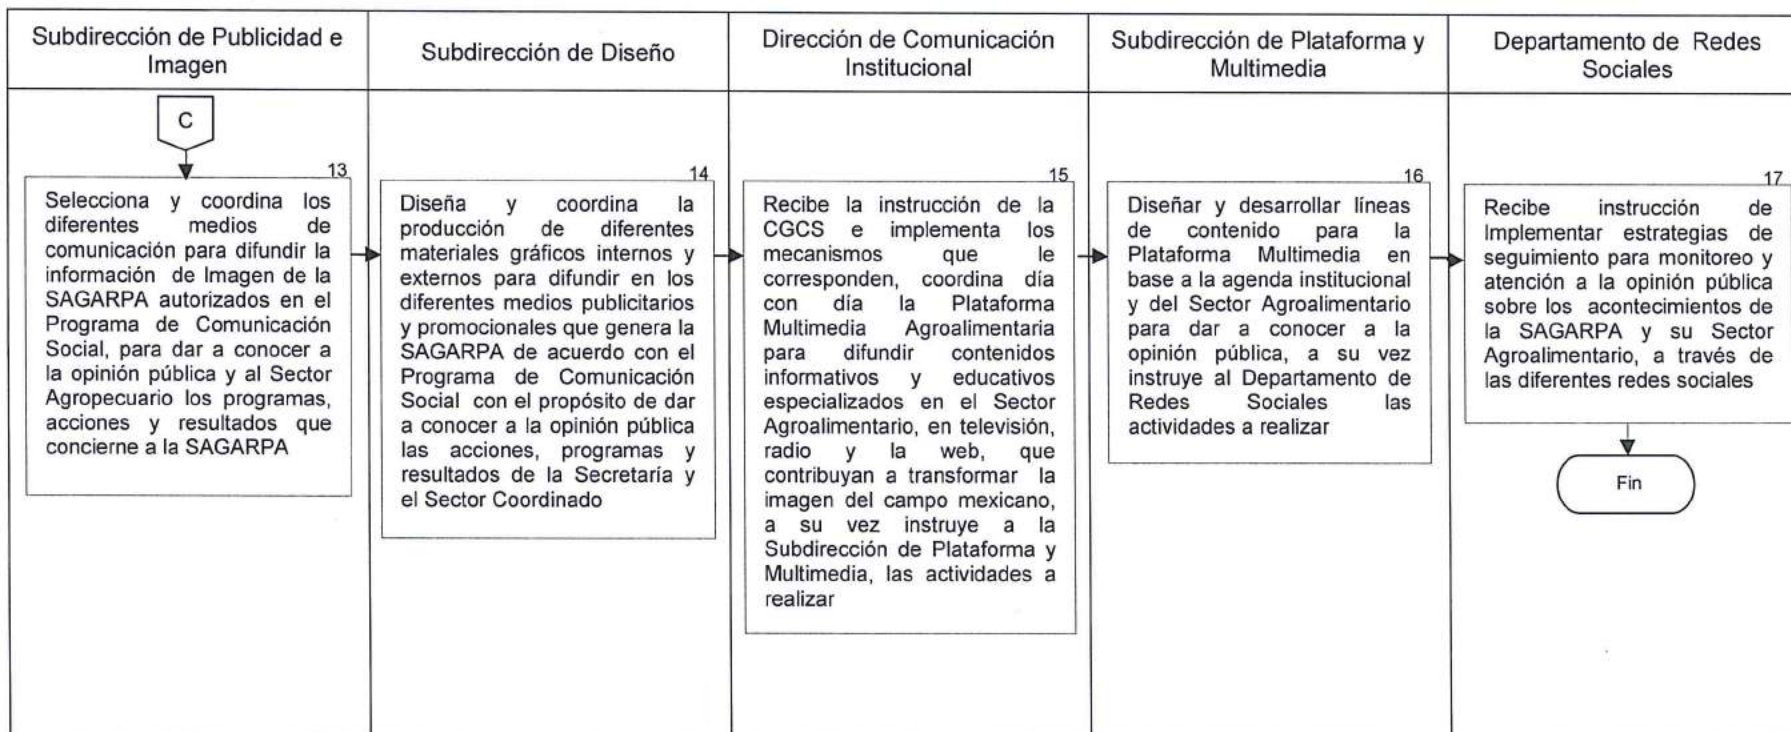 Subdirección de Publicidad e
Imagen
Subdirección de Diseño
Dirección de Comunicación
Institucional
Subdirección de Plataforma y
Multimedia
Departamento de Redes
Sociales
C
13
Selecciona y coordina los
diferentes medios de
comunicación para difundir la
información de Imagen de la
SAGARPA autorizados en el
Programa de Comunicación
Social, para dar a conocer a
la opinión pública y al Sector
Agropecuario los programas,
acciones y resultados que
concierne a la SAGARPA
14
Diseña y coordina la
producción de diferentes
materiales gráficos internos y
externos para difundir en los
diferentes medios publicitarios
y promocionales que genera la
SAGARPA de acuerdo con el
Programa de Comunicación
Social con el propósito de dar
a conocer a la opinión pública
las acciones, programas y
resultados de la Secretaría y
el Sector Coordinado
15
Recibe la instrucción de la
CGCS e implementa los
mecanismos que le
corresponden, coordina día
con día la Plataforma
Multimedia Agroalimentaria
para difundir contenidos
informativos y educativos
especializados en el Sector
Agroalimentario, en televisión,
radio y la web, que
contribuyan a transformar la
imagen del campo mexicano,
a su vez instruye a la
Subdirección de Plataforma y
Multimedia, las actividades a
realizar
16
Diseñar y desarrollar líneas
de contenido para la
Plataforma Multimedia en
base a la agenda institucional
y del Sector Agroalimentario
para dar a conocer a la
opinión pública, a su vez
instruye al Departamento de
Redes Sociales las
actividades a realizar
17
Recibe instrucción de
Implementar estrategias de
seguimiento para monitoreo y
atención a la opinión pública
sobre los acontecimientos de
la SAGARPA y su Sector
Agroalimentario, a través de
las diferentes redes sociales
Fin